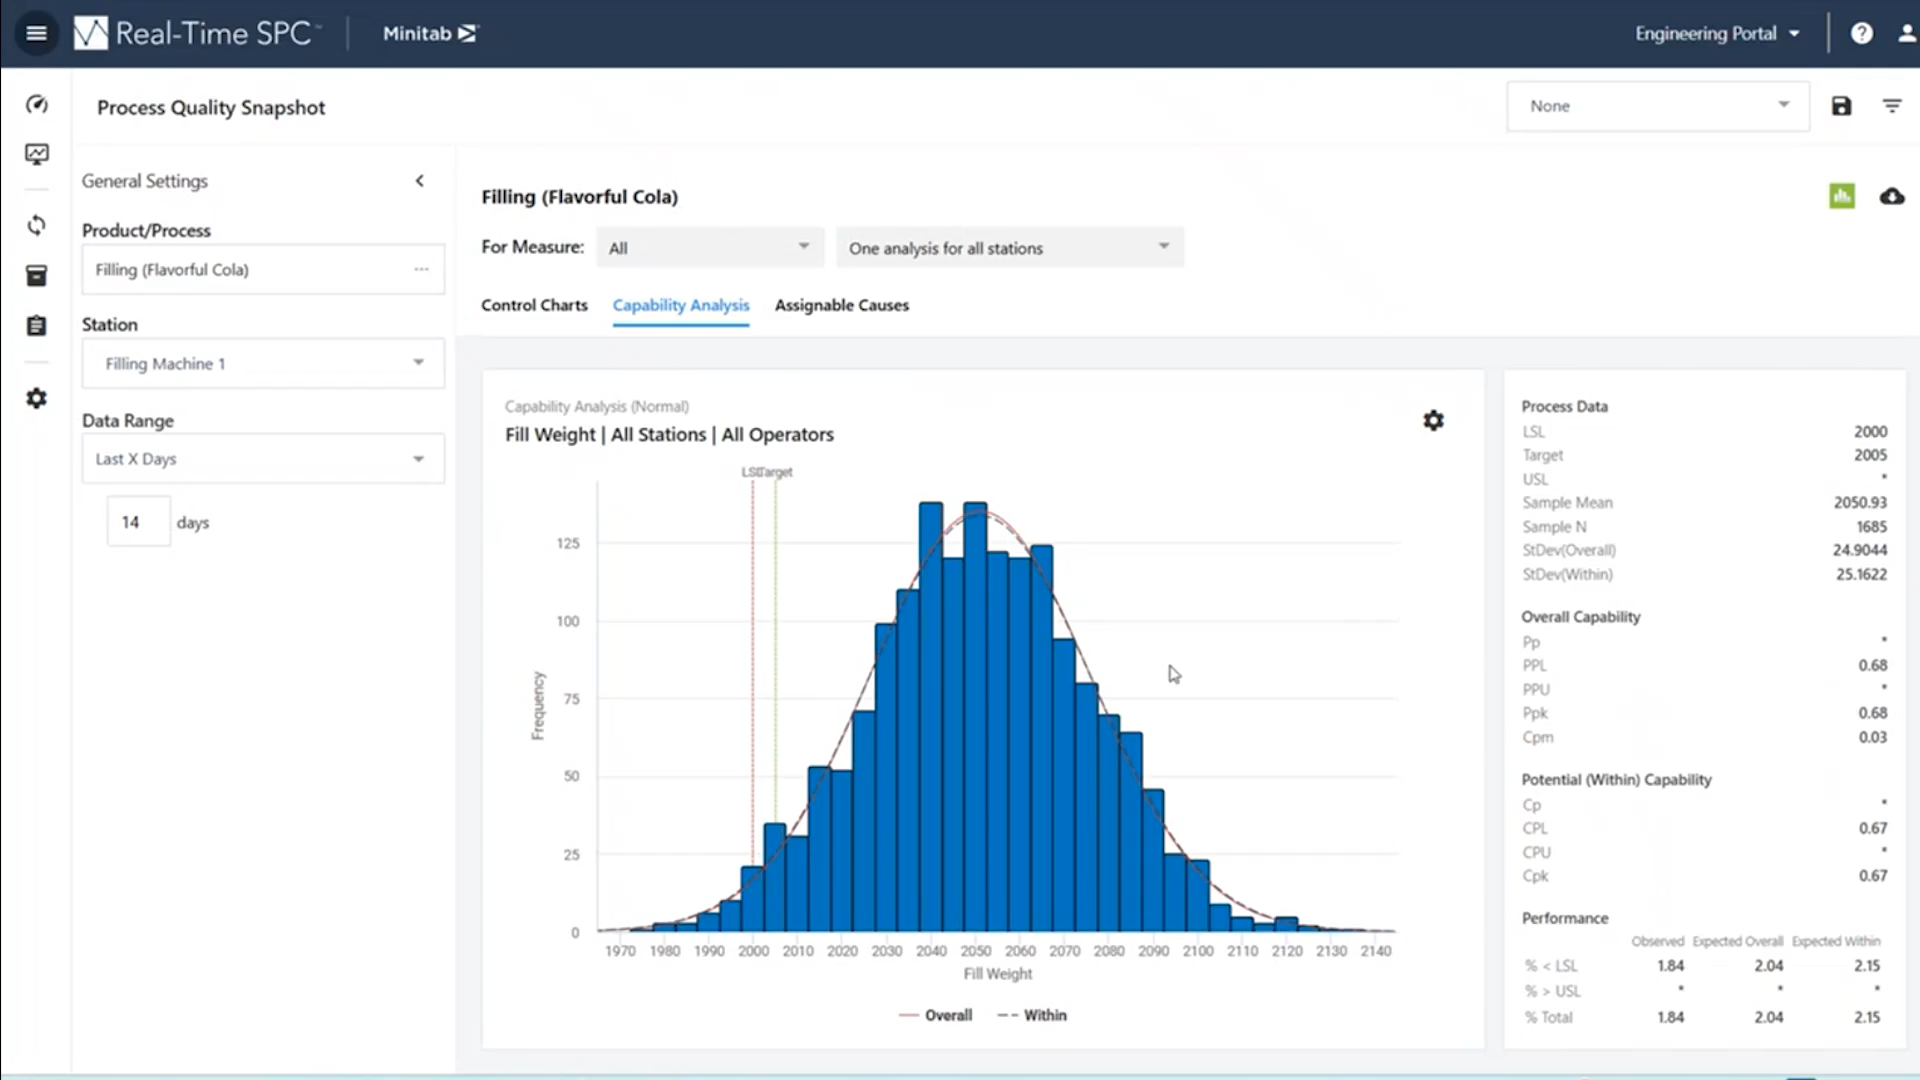 Real-Time SPC™ Minitab Engineering Portal ?
Process Quality Snapshot None
General Settings
Product/Process
Filling (Flavorful Cola) ...
Station
Filling Machine 1
Data Range
Last X Days
14 days
Filling (Flavorful Cola)
For Measure: All One analysis for all stations
Control Charts Capability Analysis Assignable Causes
Capability Analysis (Normal)
Fill Weight | All Stations | All Operators
LSL Target
125
100
75
50
25
0
Frequency
1970 1980 1990 2000 2010 2020 2030 2040 2050 2060 2070 2080 2090 2100 2110 2120 2130 2140
Fill Weight
Overall Within
Process Data
LSL 2000
Target 2005
USL *
Sample Mean 2050.93
Sample N 1685
StDev(Overall) 24.9044
StDev(Within) 25.1622
Overall Capability
Pp *
PPL 0.68
PPU *
Ppk 0.68
Cpm 0.03
Potential (Within) Capability
Cp *
CPL 0.67
CPU *
Cpk 0.67
Performance
Observed Expected Overall Expected Within
% < LSL 1.84 2.04 2.15
% > USL * * *
% Total 1.84 2.04 2.15